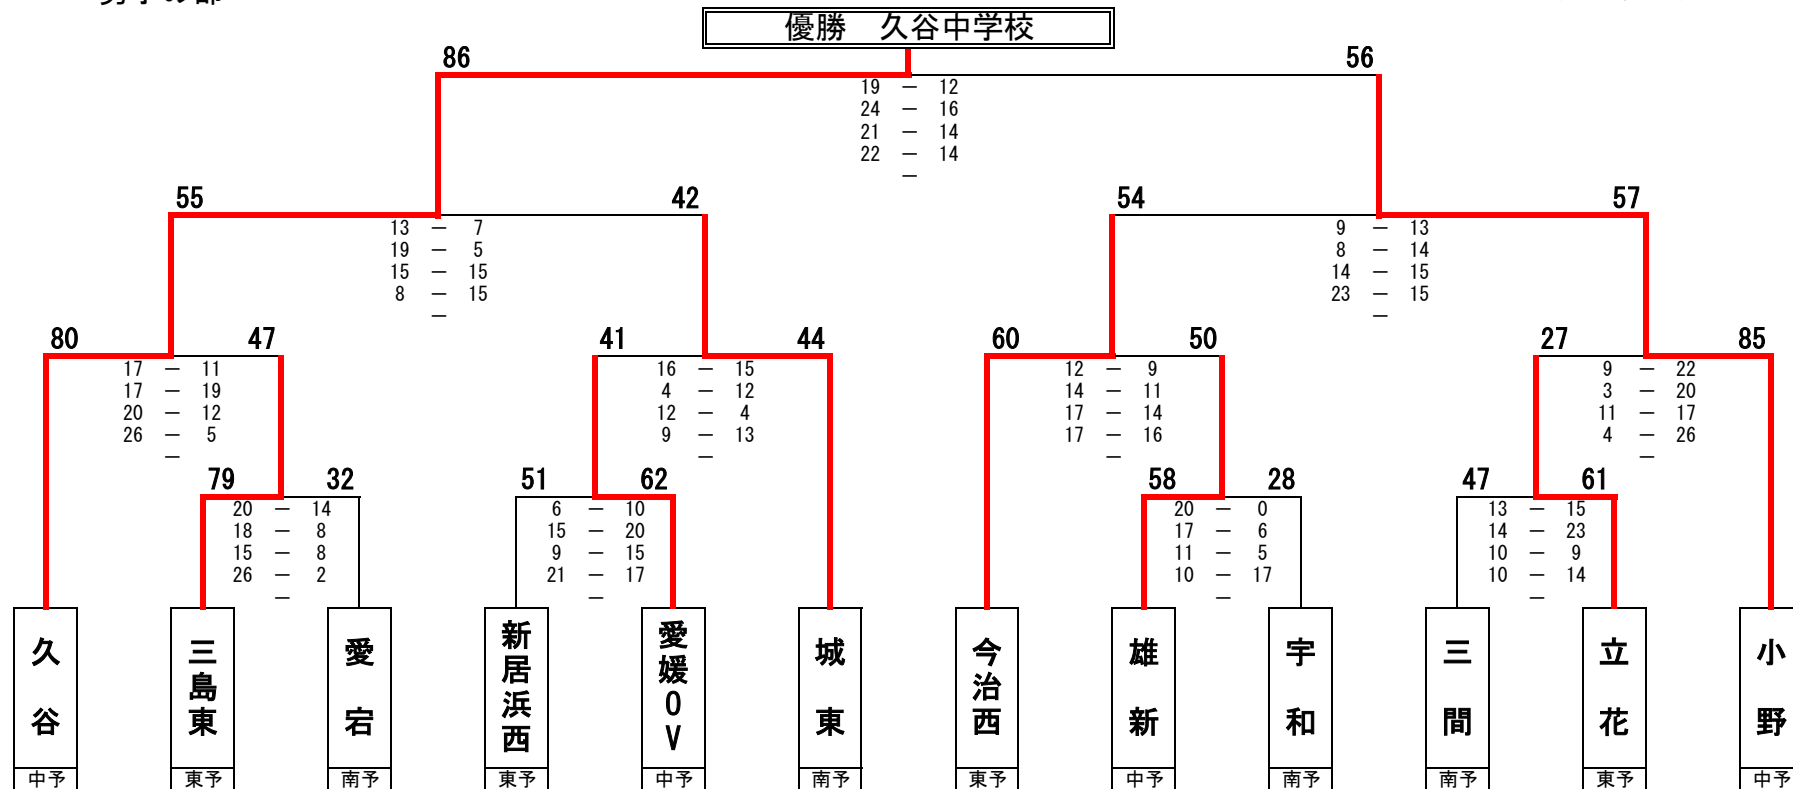 優勝　久谷中学校
86 56
19 － 12
24 － 16
21 － 14
22 － 14
－
55 42 54 57
13 － 7 9 － 13
19 － 5 8 － 14
15 － 15 14 － 15
8 － 15 23 － 15
－ －
80 47 41 44 60 50 27 85
17 － 11 16 － 15 12 － 9 9 － 22
17 － 19 4 － 12 14 － 11 3 － 20
20 － 12 12 － 4 17 － 14 11 － 17
26 － 5 9 － 13 17 － 16 4 － 26
－ － － －
79 32 51 62 58 28 47 61
20 － 14 6 － 10 20 － 0 13 － 15
18 － 8 15 － 20 17 － 6 14 － 23
15 － 8 9 － 15 11 － 5 10 － 9
26 － 2 21 － 17 10 － 17 10 － 14
－ － － －
久谷 三島東 愛宕 新居浜西 愛媛OV 城東 今治西 雄新 宇和 三間 立花 小野
中予 東予 南予 東予 中予 南予 東予 中予 南予 南予 東予 中予